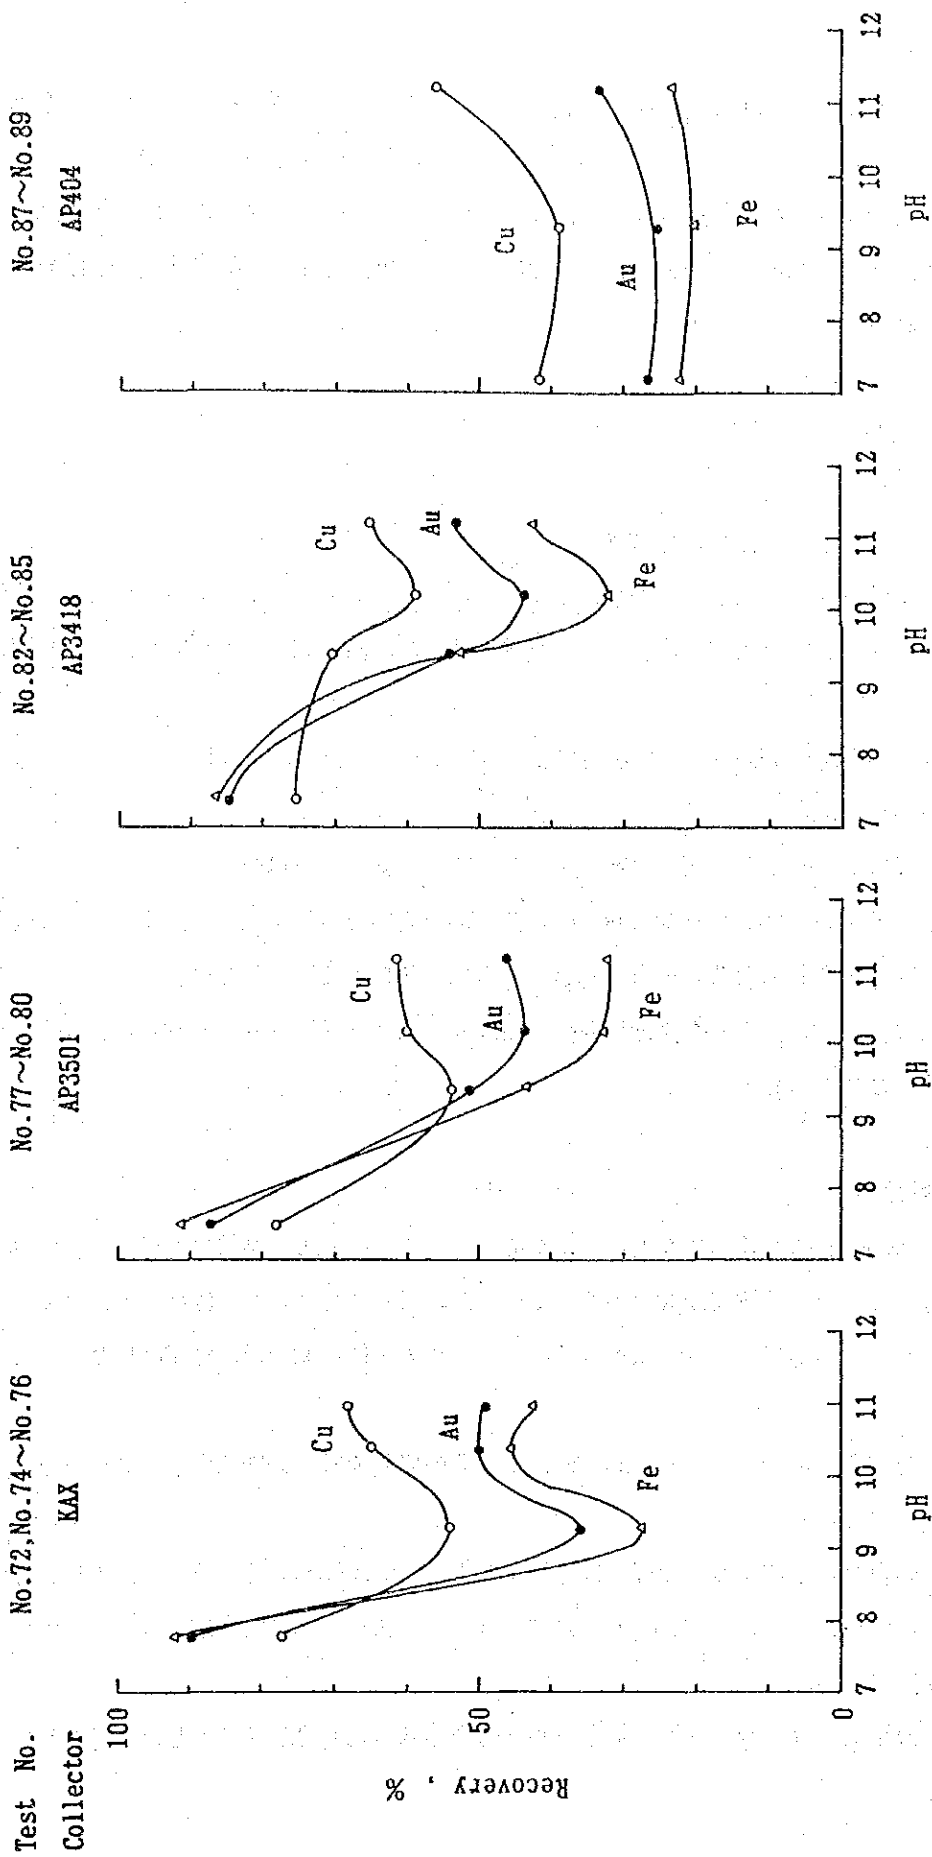 Test No. No.72,No.74～No.76 No.77～No.80 No.82～No.85 No.87～No.89
Collector KAX AP3501 AP3418 AP404
Recovery , %
100
50
0
Cu
Au
Fe
7 8 9 10 11 12
pH
Cu
Au
Fe
7 8 9 10 11 12
pH
Cu
Au
Fe
7 8 9 10 11 12
pH
Cu
Au
Fe
7 8 9 10 11 12
pH